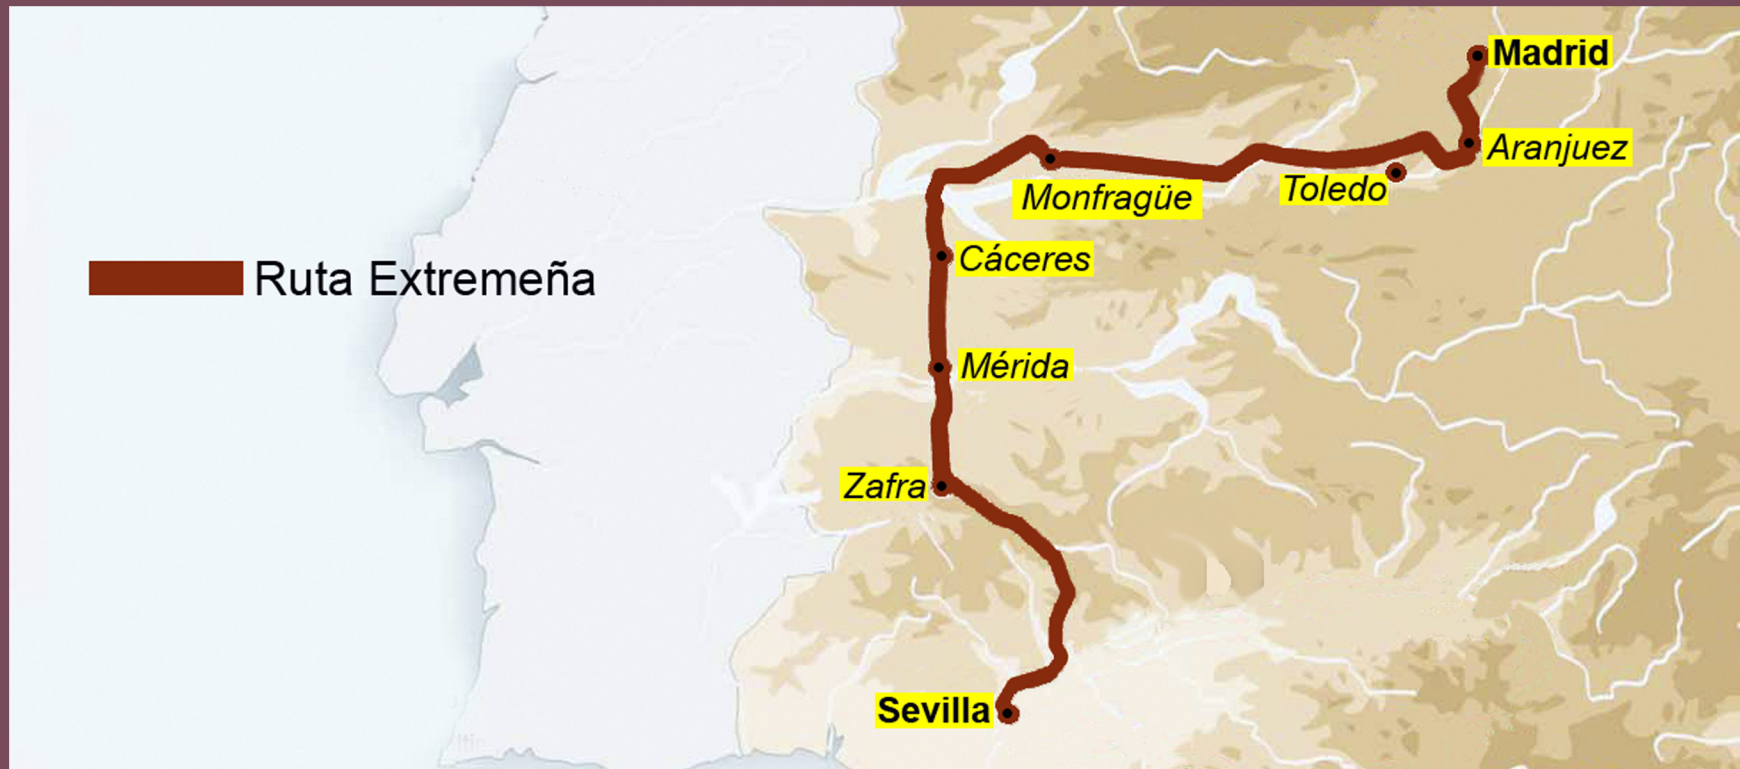 Madrid
Aranjuez
Toledo
Monfragüe
Cáceres
Ruta Extremeña
Mérida
Zafra
Sevilla